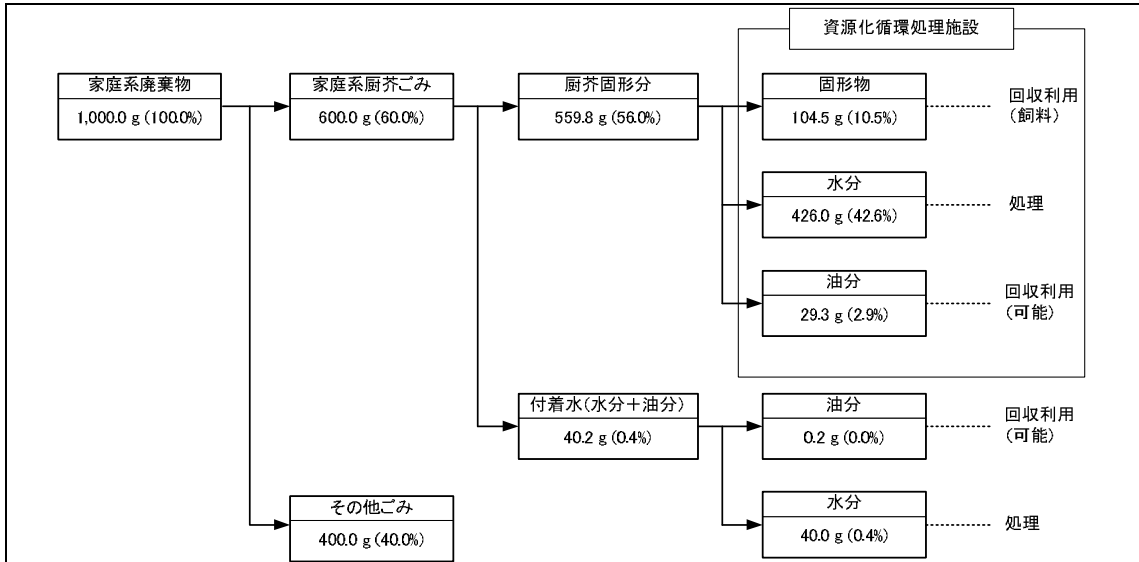 資源化循環処理施設
家庭系廃棄物
1,000.0 g (100.0%)
家庭系厨芥ごみ
600.0 g (60.0%)
厨芥固形分
559.8 g (56.0%)
固形物
104.5 g (10.5%)
回収利用
(飼料)
水分
426.0 g (42.6%)
処理
油分
29.3 g (2.9%)
回収利用
(可能)
付着水(水分+油分)
40.2 g (0.4%)
油分
0.2 g (0.0%)
回収利用
(可能)
その他ごみ
400.0 g (40.0%)
水分
40.0 g (0.4%)
処理